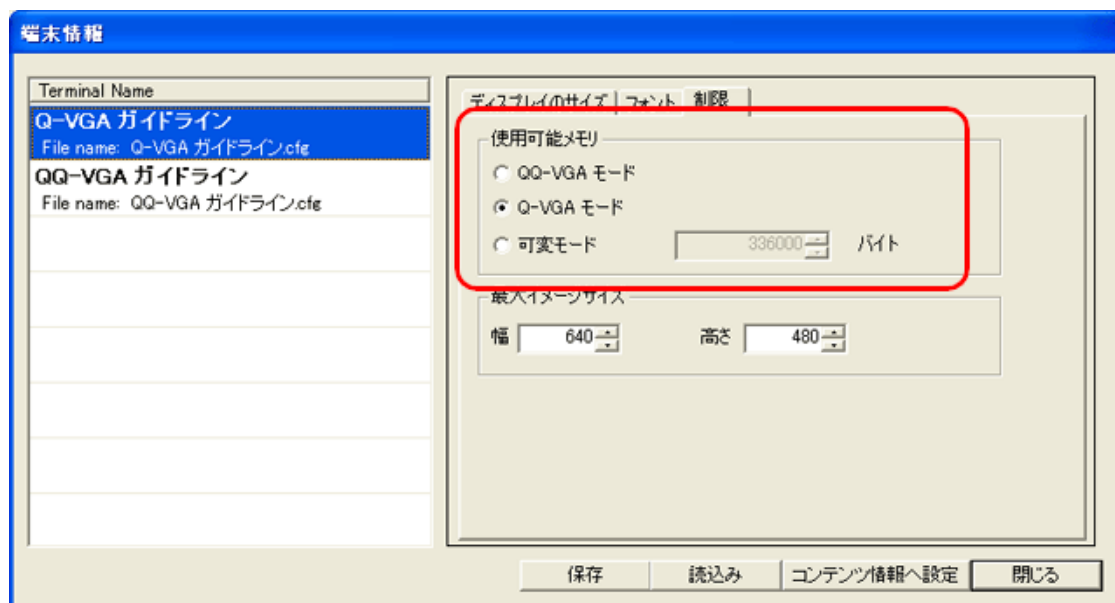 端末情報
Terminal Name
Q-VGA ガイドライン
File name: Q-VGA ガイドライン.cfg
QQ-VGA ガイドライン
File name: QQ-VGA ガイドライン.cfg
ディスプレイのサイズ フォント 制限
使用可能メモリ
QQ-VGA モード
Q-VGA モード
可変モード 336000 バイト
最大イメージサイズ
幅 640 高さ 480
保存 読込み コンテンツ情報へ設定 閉じる